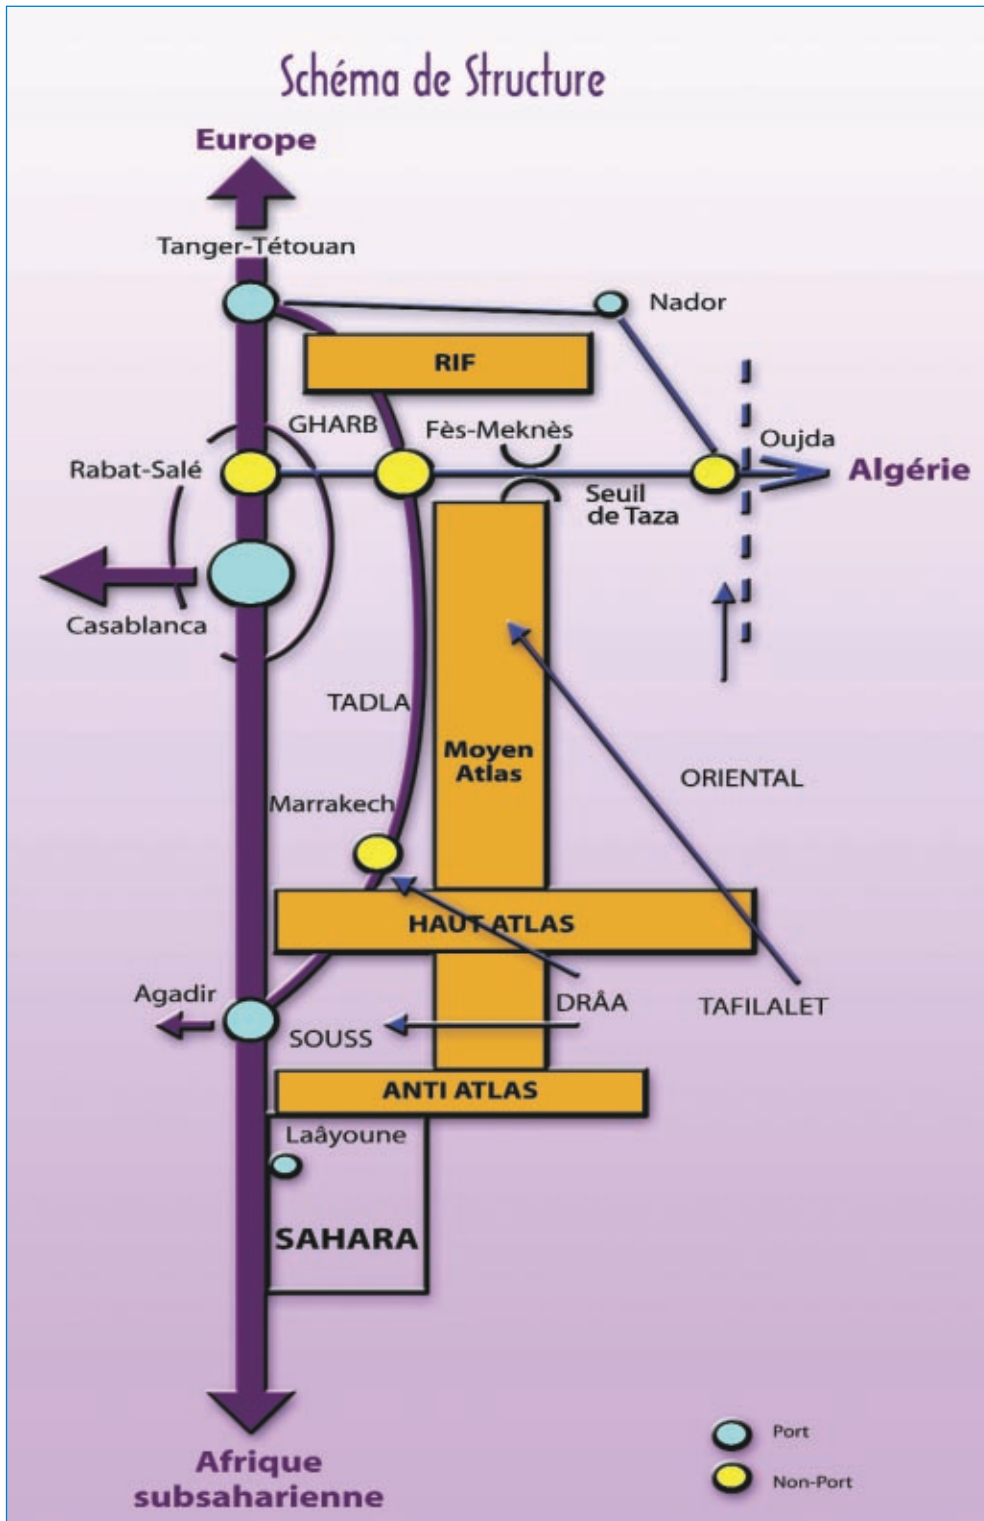 Schéma de Structure
Europe
Tanger-Tétouan
Nador
RIF
GHARB
Fès-Meknès
Oujda
Rabat-Salé
Algérie
Seuil
de Taza
Casablanca
TADLA
Moyen
Atlas
ORIENTAL
Marrakech
HAUT ATLAS
Agadir
DRÂA
TAFILALET
SOUSS
ANTI ATLAS
Laâyoune
SAHARA
Port
Non-Port
Afrique
subsaharienne